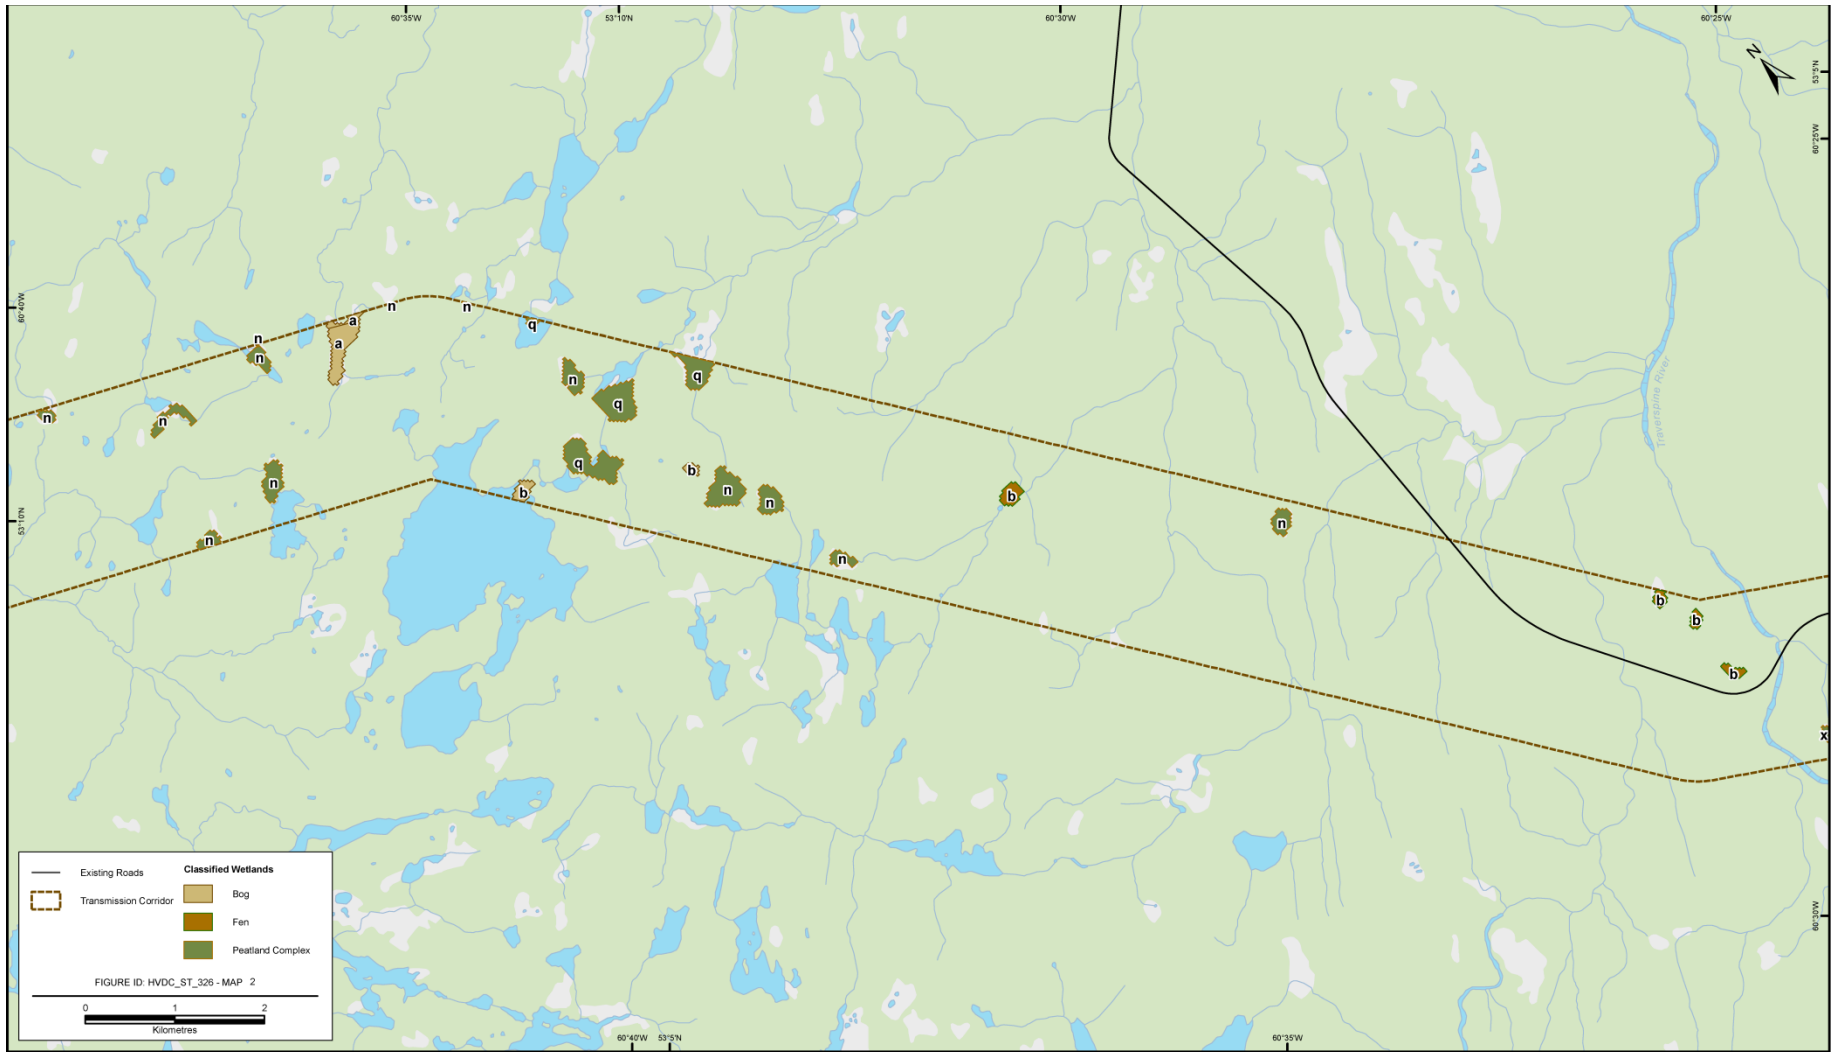 60°35'W
53°10'N
60°30'W
60°25'W
N
53°5'N
60°25'W
60°40'W
n
n
q
a
n
a
n
q
n
n
q
n
Traverspine River
q
b
n
n
b
n
b
n
53°10'N
n
n
b
b
b
x
Existing Roads
Transmission Corridor
Classified Wetlands
Bog
Fen
Peatland Complex
FIGURE ID: HVDC_ST_326 - MAP 2
0 1 2
Kilometres
60°30'W
60°40'W
53°5'N
60°35'W